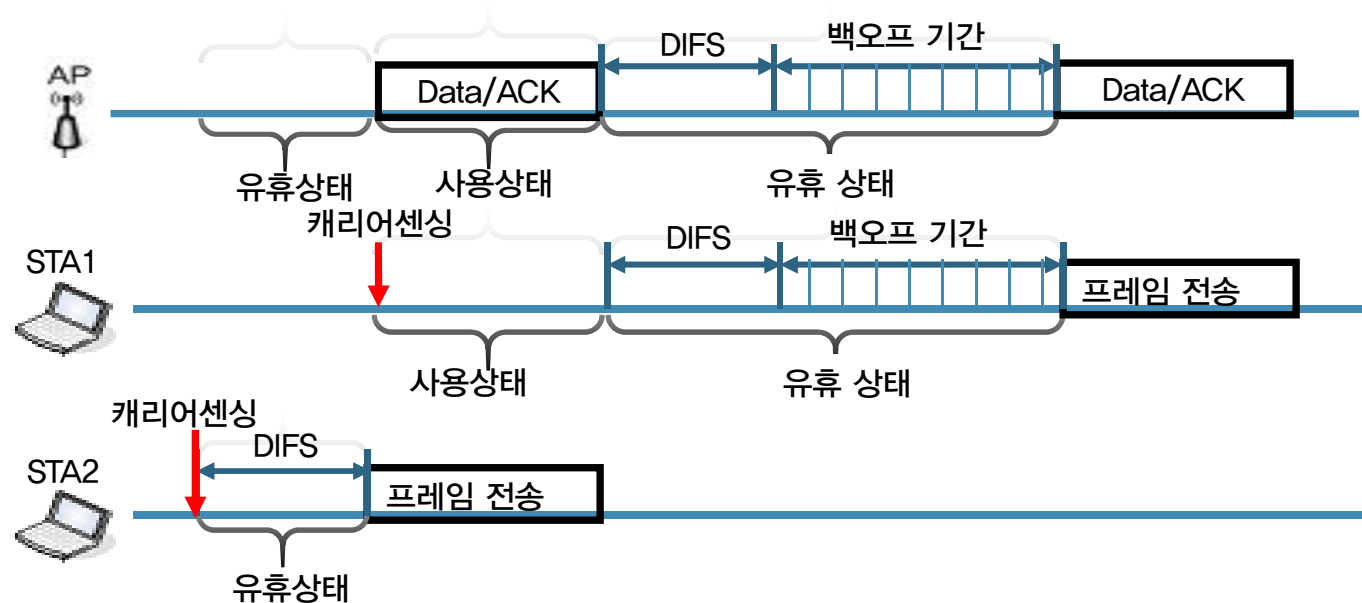 DIFS
백오프 기간
AP
Data/ACK
Data/ACK
유휴상태
사용상태
유휴 상태
캐리어센싱
DIFS
백오프 기간
STA1
프레임 전송
사용상태
유휴 상태
캐리어센싱
DIFS
STA2
프레임 전송
유휴상태